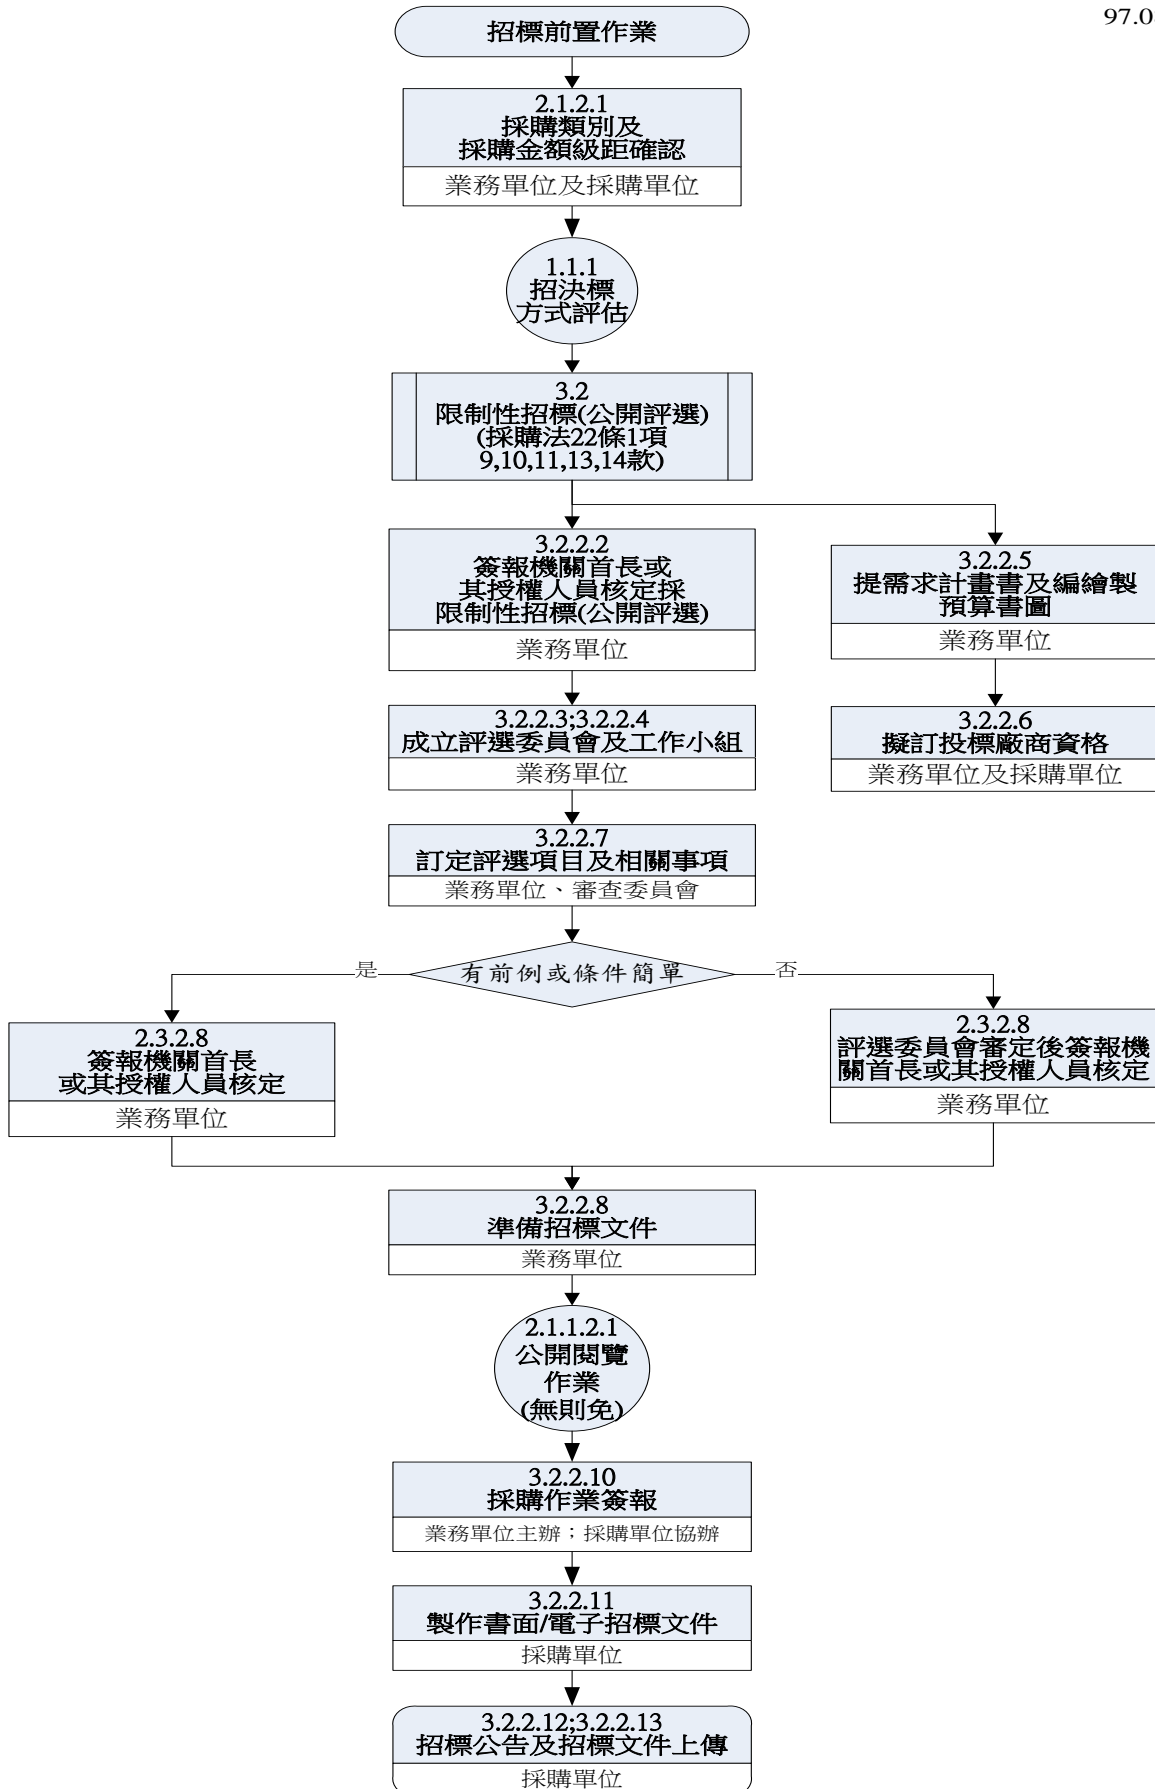 97.0
招標前置作業
2.1.2.1
採購類別及
採購金額級距確認
業務單位及採購單位
1.1.1
招決標
方式評估
3.2
限制性招標(公開評選)
(採購法22條1項
9,10,11,13,14款)
3.2.2.2
簽報機關首長或
其授權人員核定採
限制性招標(公開評選)
業務單位
3.2.2.5
提需求計畫書及編繪製
預算書圖
業務單位
3.2.2.3;3.2.2.4
成立評選委員會及工作小組
業務單位
3.2.2.6
擬訂投標廠商資格
業務單位及採購單位
3.2.2.7
訂定評選項目及相關事項
業務單位、審查委員會
有前例或條件簡單
是
否
2.3.2.8
簽報機關首長
或其授權人員核定
業務單位
2.3.2.8
評選委員會審定後簽報機
關首長或其授權人員核定
業務單位
3.2.2.8
準備招標文件
業務單位
2.1.1.2.1
公開閱覽
作業
(無則免)
3.2.2.10
採購作業簽報
業務單位主辦；採購單位協辦
3.2.2.11
製作書面/電子招標文件
採購單位
3.2.2.12;3.2.2.13
招標公告及招標文件上傳
採購單位